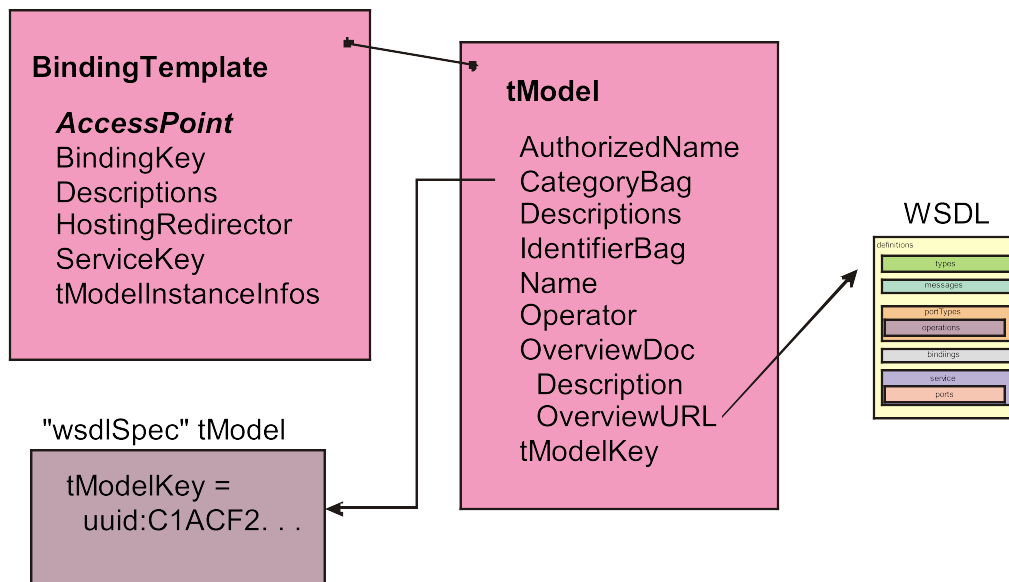 BindingTemplate
AccessPoint
BindingKey
Descriptions
HostingRedirector
ServiceKey
tModelInstanceInfos
tModel
AuthorizedName
CategoryBag
Descriptions
IdentifierBag
Name
Operator
OverviewDoc
Description
OverviewURL
tModelKey
WSDL
definitions
types
messages
portTypes
operations
bindiings
service
ports
"wsdlSpec" tModel
tModelKey =
uuid:C1ACF2. . .